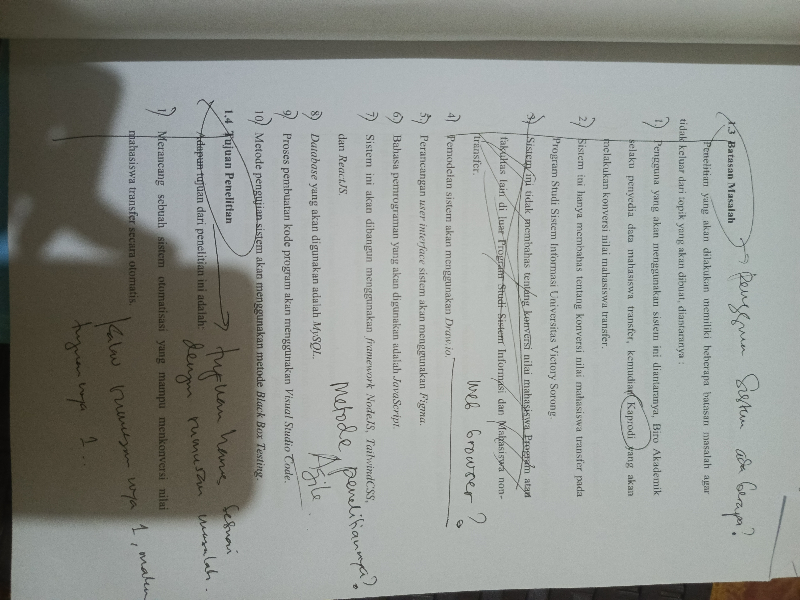 1.3 Batasan Masalah
Pengguna Sistem ada berapa?
Penelitian yang akan dilakukan memiliki beberapa batasan masalah agar
tidak keluar dari topik yang akan dibuat, diantaranya :
1) Pengguna yang akan menggunakan sistem ini diantaranya, Biro Akademik
selaku penyedia data mahasiswa transfer, kemudian Kaprodi yang akan
melakukan konversi nilai mahasiswa transfer.
2) Sistem ini hanya membahas tentang konversi nilai mahasiswa transfer pada
Program Studi Sistem Informasi Universitas Victory Sorong
3) Sistem ini tidak membahas tentang konversi nilai mahasiswa Program atau
fakultas lain di luar Program Studi Sistem Informasi dan Mahasiswa non-
transfer.
4) Pemodelan sistem akan menggunakan Draw.io
web browser?
5) Perancangan user interface sistem akan menggunakan Figma.
6) Bahasa pemrograman yang akan digunakan adalah JavaScript.
7) Sistem ini akan dibangun menggunakan framework NodeJS, TailwindCSS,
dan ReactJS.
Metode penelitiannya?
8) Database yang akan digunakan adalah MySQL.
Agile
9) Proses pembuatan kode program akan menggunakan Visual Studio Code.
10) Metode pengujian sistem akan menggunakan metode Black Box Testing
1.4 Tujuan Penelitian
tujuan harus sesuai
dengan rumusan masalah.
Adapun tujuan dari penelitian ini adalah:
1) Merancang sebuah sistem otomatisasi yang mampu menkonversi nilai
mahasiswa transfer secara otomatis.
Kalau rumusan nya 1, maka
tujuan nya 1.